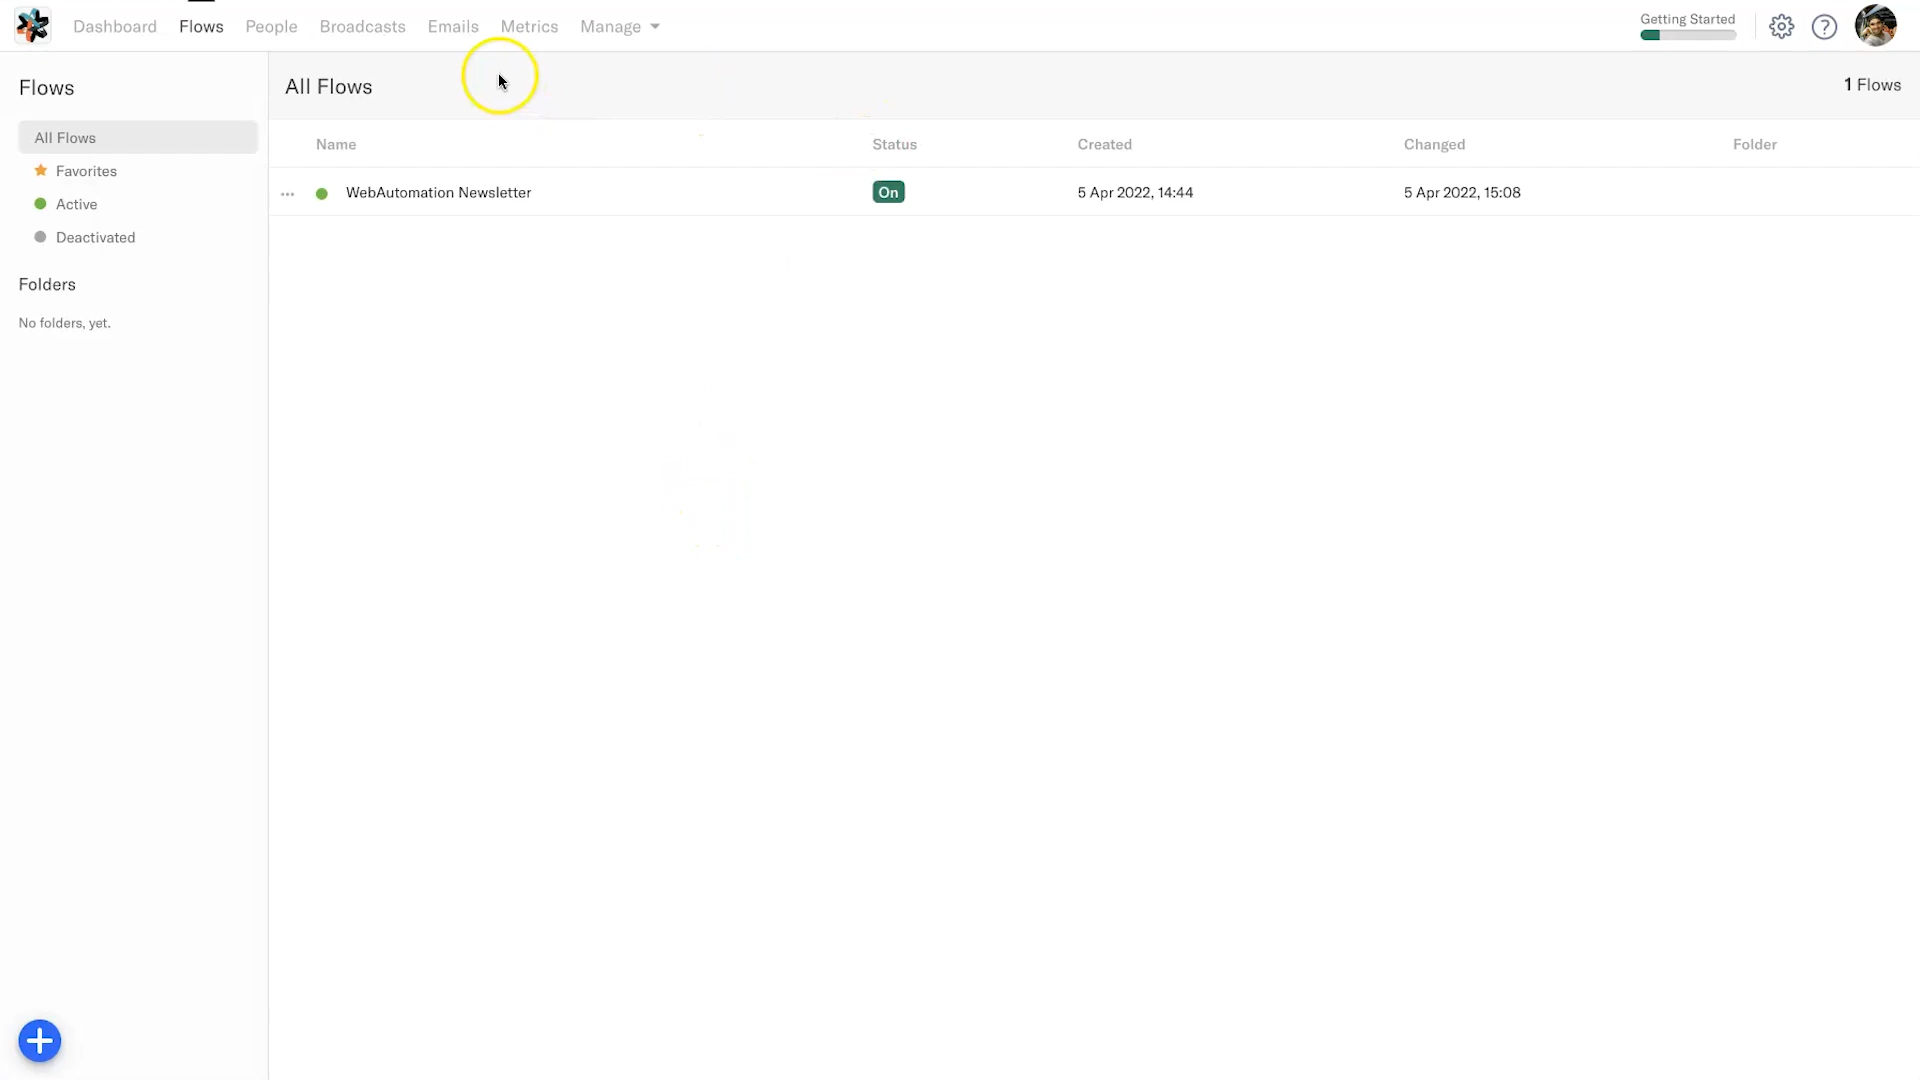 Dashboard Flows People Broadcasts Emails Metrics Manage
Getting Started
Flows
All Flows
Favorites
Active
Deactivated
Folders
No folders, yet.
All Flows
1 Flows
Name Status Created Changed Folder
WebAutomation Newsletter On 5 Apr 2022, 14:44 5 Apr 2022, 15:08